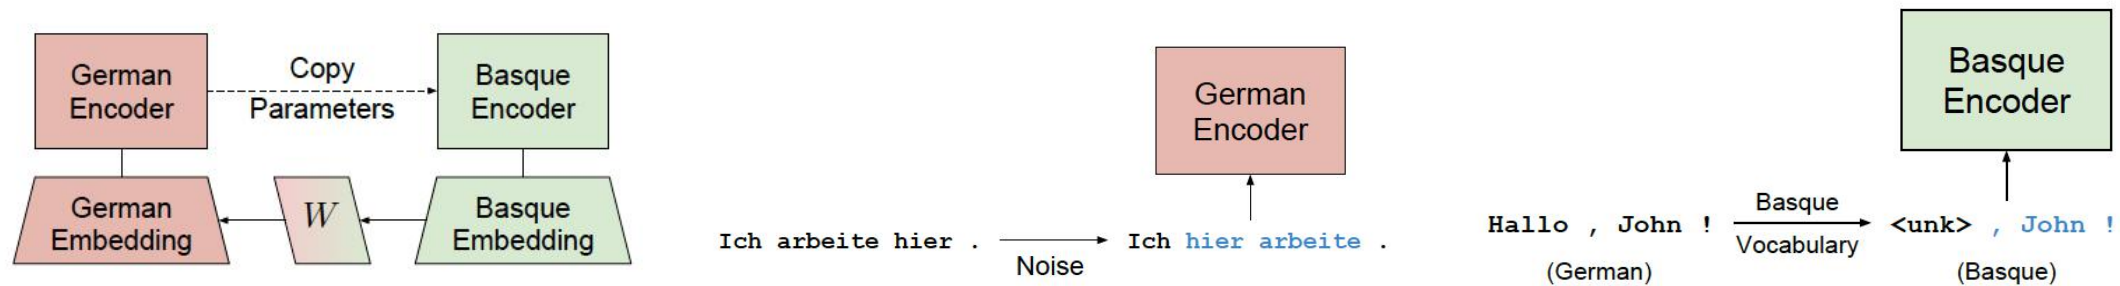 German
Encoder
Copy
Parameters
Basque
Encoder
German
Embedding
W
Basque
Embedding
German
Encoder
Ich arbeite hier .
Noise
Ich hier arbeite .
Basque
Encoder
Hallo , John !
(German)
Basque
Vocabulary
<unk> , John !
(Basque)